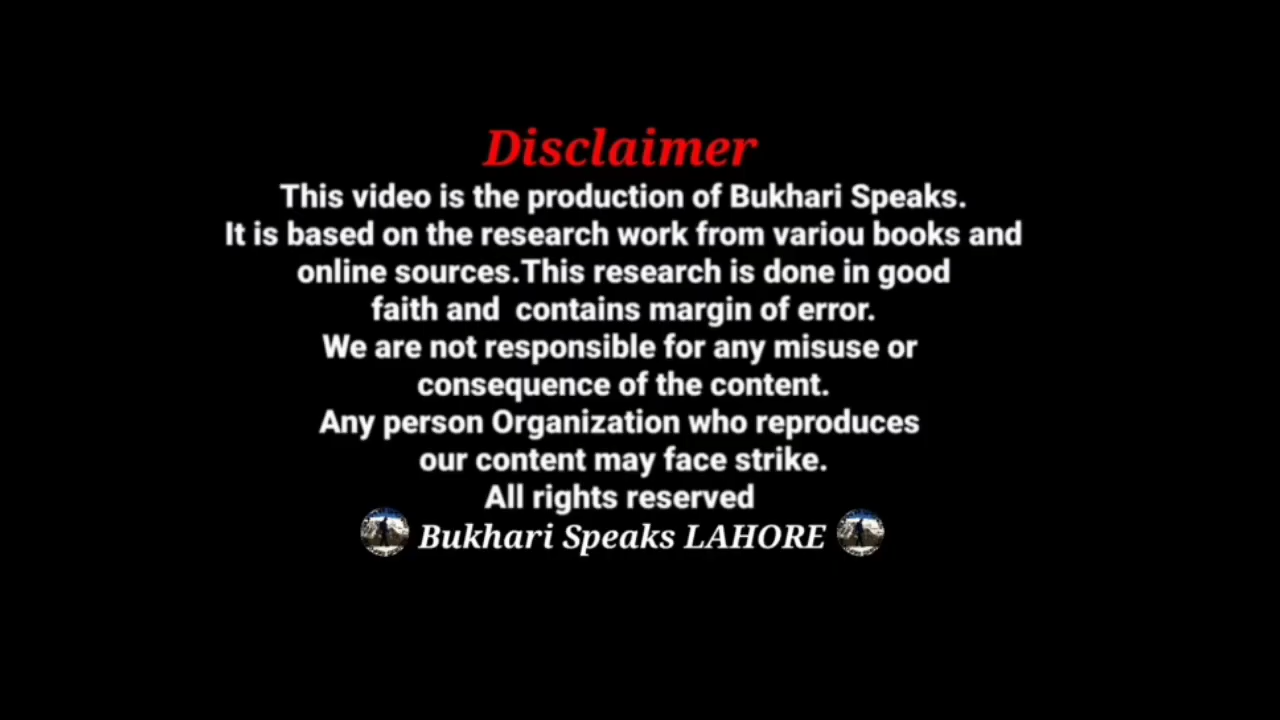 Disclaimer
This video is the production of Bukhari Speaks.
It is based on the research work from variou books and
online sources.This research is done in good
faith and  contains margin of error.
We are not responsible for any misuse or
consequence of the content.
Any person Organization who reproduces
our content may face strike.
All rights reserved
Bukhari Speaks LAHORE